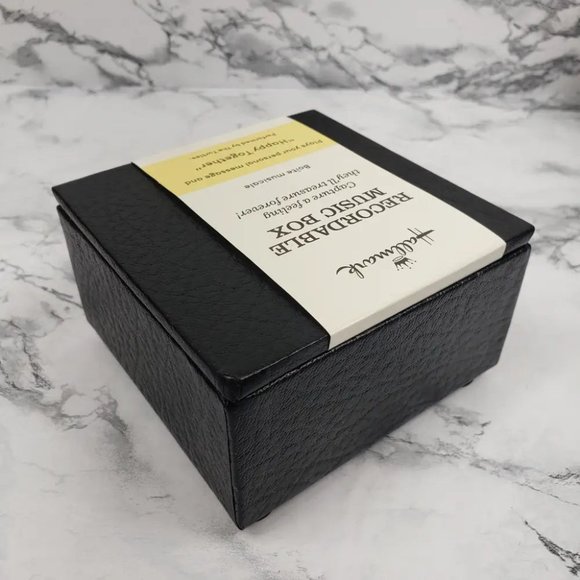 Hallmark
RECORDABLE
MUSIC BOX
Capture a feeling
they'll treasure forever!
Boîte musicale
Plays your personal message and
"Happy Together"
Performed by The Turtles